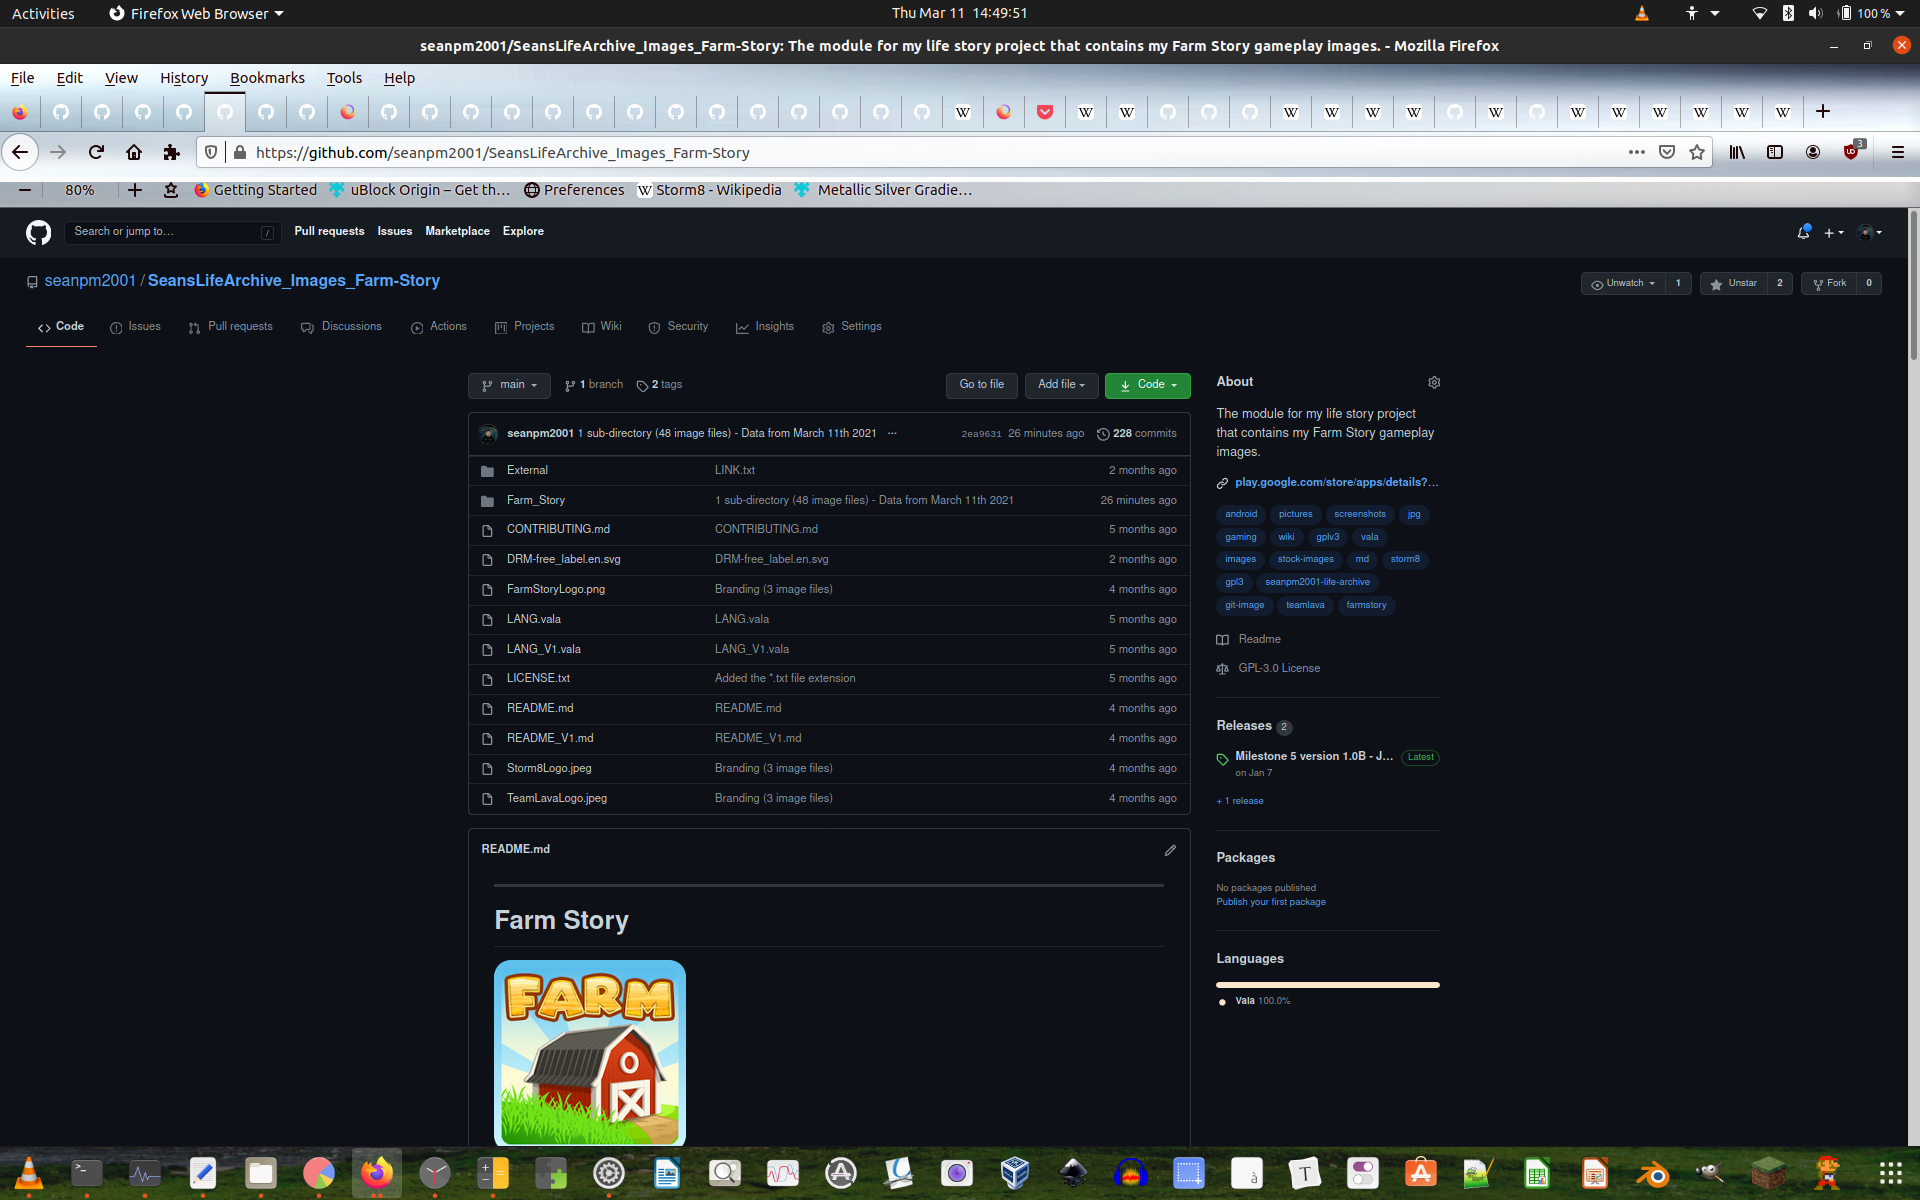 Activities Firefox Web Browser Thu Mar 11 14:49:51 100 %
seanpm2001/SeansLifeArchive_Images_Farm-Story: The module for my life story project that contains my Farm Story gameplay images. - Mozilla Firefox
File Edit View History Bookmarks Tools Help
https://github.com/seanpm2001/SeansLifeArchive_Images_Farm-Story 3
80% Getting Started uBlock Origin – Get th… Preferences Storm8 - Wikipedia Metallic Silver Gradie…
Search or jump to… / Pull requests Issues Marketplace Explore
seanpm2001 / SeansLifeArchive_Images_Farm-Story Unwatch 1 Unstar 2 Fork 0
Code Issues Pull requests Discussions Actions Projects Wiki Security Insights Settings
main 1 branch 2 tags Go to file Add file Code
seanpm2001 1 sub-directory (48 image files) - Data from March 11th 2021 ... 2ea9631 26 minutes ago 228 commits
External LINK.txt 2 months ago
Farm_Story 1 sub-directory (48 image files) - Data from March 11th 2021 26 minutes ago
CONTRIBUTING.md CONTRIBUTING.md 5 months ago
DRM-free_label.en.svg DRM-free_label.en.svg 2 months ago
FarmStoryLogo.png Branding (3 image files) 4 months ago
LANG.vala LANG.vala 5 months ago
LANG_V1.vala LANG_V1.vala 5 months ago
LICENSE.txt Added the *.txt file extension 5 months ago
README.md README.md 4 months ago
README_V1.md README_V1.md 4 months ago
Storm8Logo.jpeg Branding (3 image files) 4 months ago
TeamLavaLogo.jpeg Branding (3 image files) 4 months ago
README.md
Farm Story
FARM
About
The module for my life story project
that contains my Farm Story gameplay
images.
play.google.com/store/apps/details?…
android pictures screenshots jpg
gaming wiki gplv3 vala
images stock-images md storm8
gpl3 seanpm2001-life-archive
git-image teamlava farmstory
Readme
GPL-3.0 License
Releases 2
Milestone 5 version 1.0B - J… Latest
on Jan 7
+ 1 release
Packages
No packages published
Publish your first package
Languages
Vala 100.0%